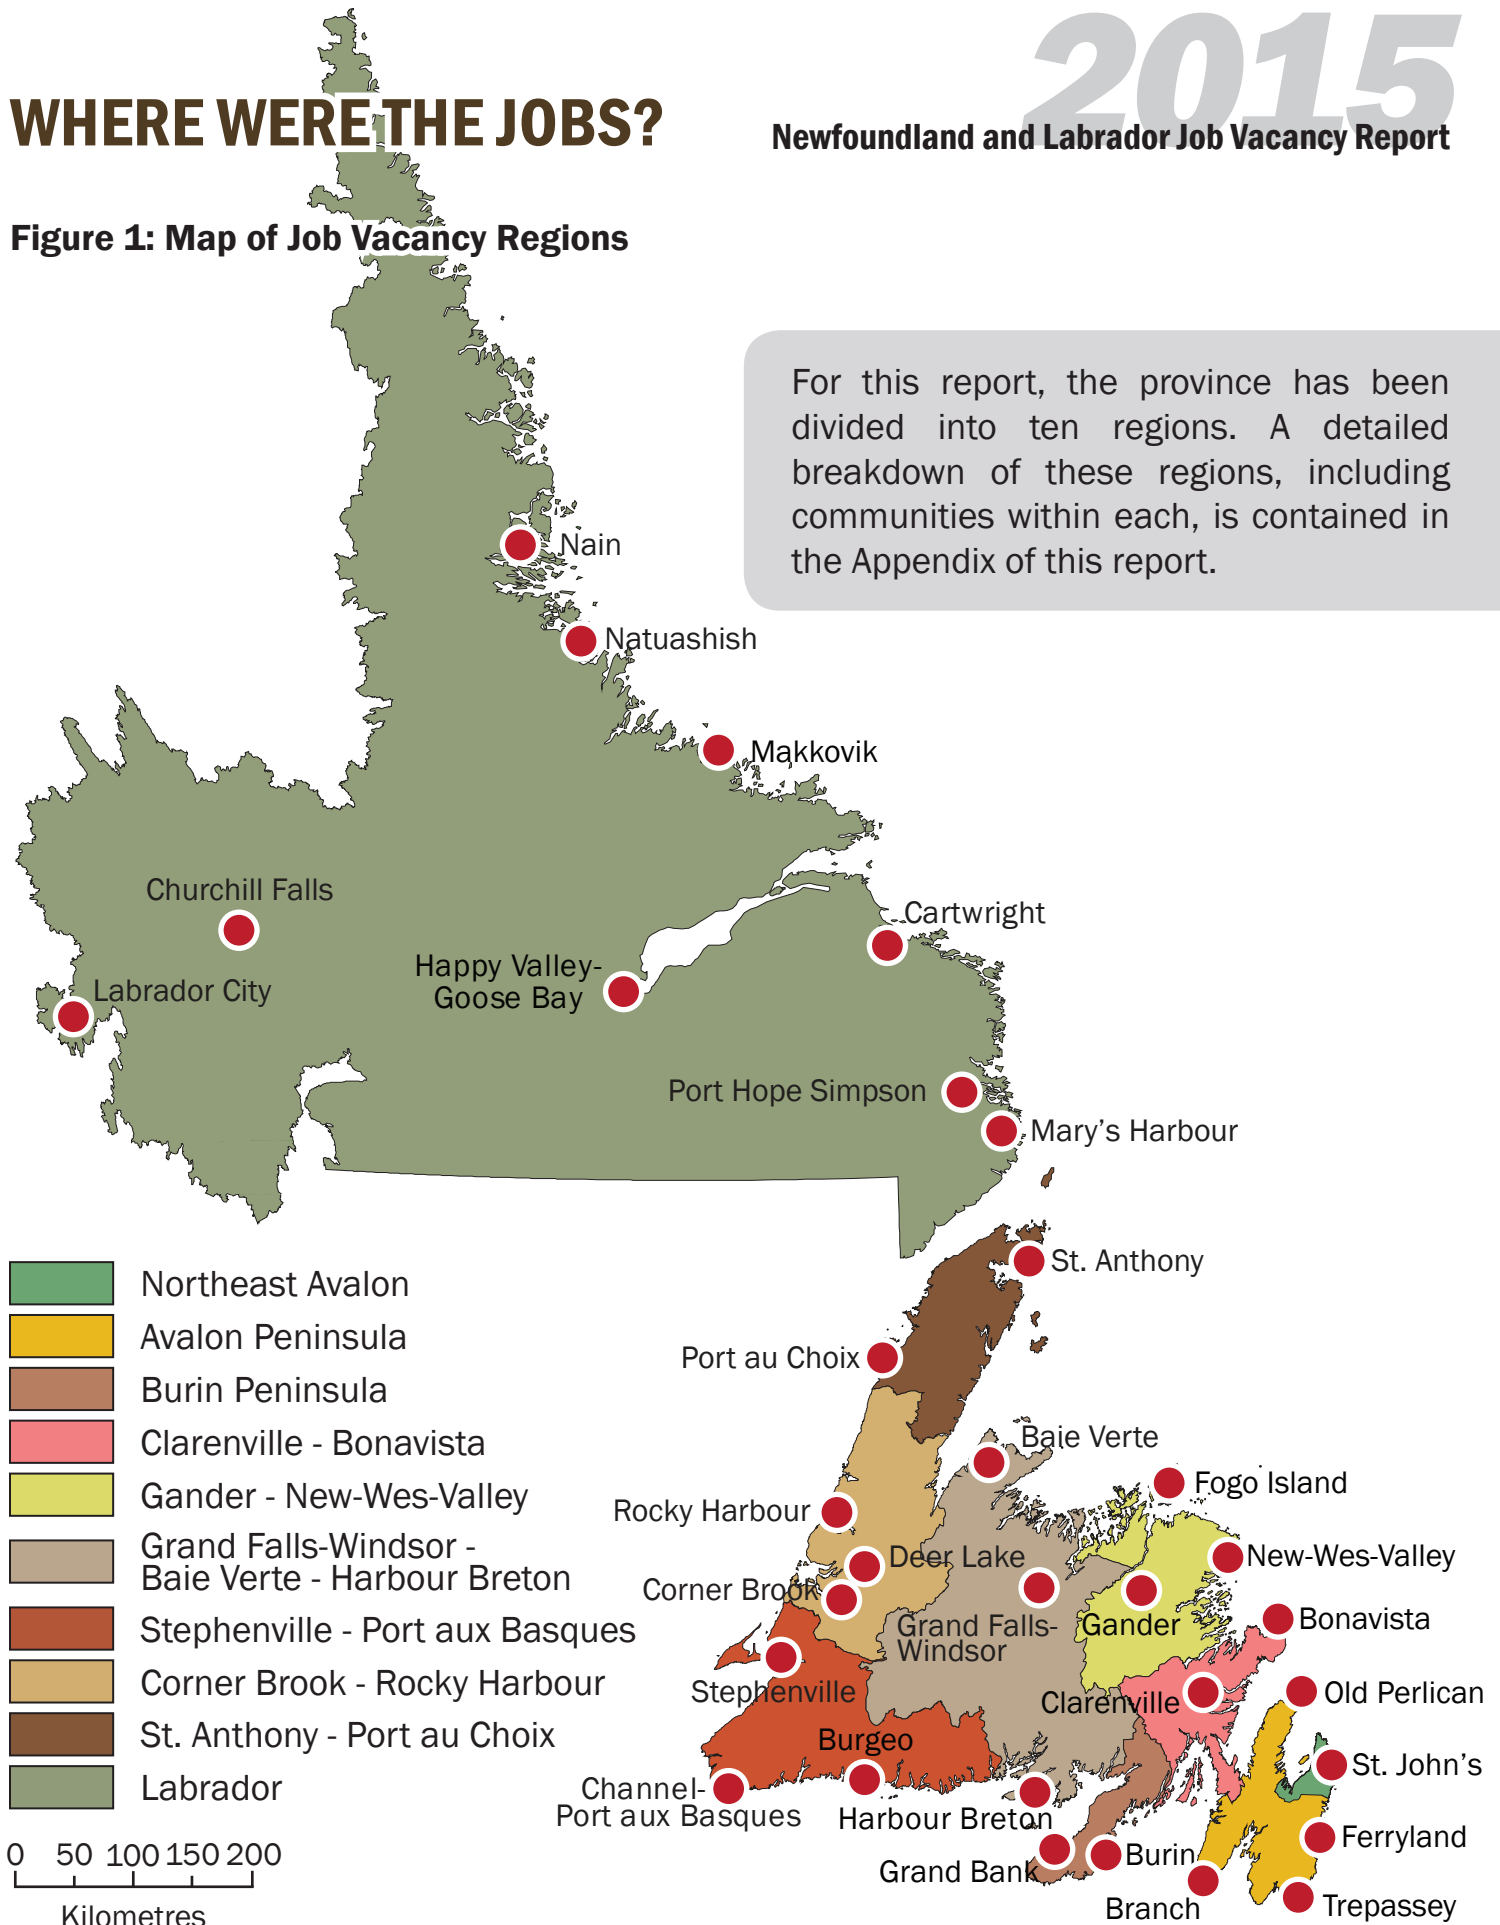 2015
WHERE WERE THE JOBS?
Newfoundland and Labrador Job Vacancy Report
Figure 1: Map of Job Vacancy Regions
For this report, the province has been
divided into ten regions. A detailed
breakdown of these regions, including
communities within each, is contained in
the Appendix of this report.
Nain
Natuashish
Makkovik
Churchill Falls
Cartwright
Happy Valley-
Goose Bay
Labrador City
Port Hope Simpson
Mary's Harbour
St. Anthony
Port au Choix
Baie Verte
Fogo Island
Rocky Harbour
Deer Lake
New-Wes-Valley
Corner Brook
Grand Falls-
Windsor
Gander
Bonavista
Stephenville
Clarenville
Old Perlican
Burgeo
St. John's
Channel-
Port aux Basques
Harbour Breton
Ferryland
Grand Bank
Burin
Branch
Trepassey
Northeast Avalon
Avalon Peninsula
Burin Peninsula
Clarenville - Bonavista
Gander - New-Wes-Valley
Grand Falls-Windsor -
Baie Verte - Harbour Breton
Stephenville - Port aux Basques
Corner Brook - Rocky Harbour
St. Anthony - Port au Choix
Labrador
0 50 100 150 200
Kilometres